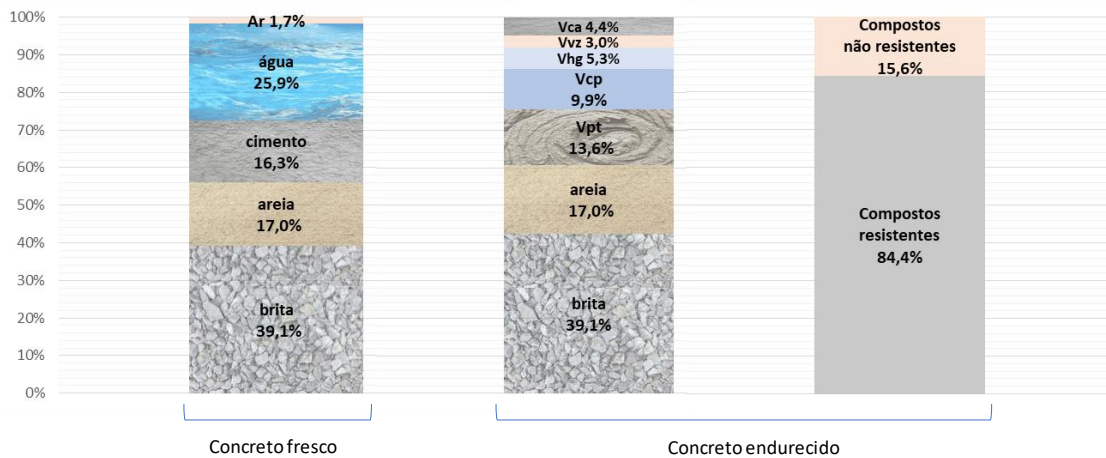 100%
90%
80%
70%
60%
50%
40%
30%
20%
10%
0%
Ar 1,7%
água
25,9%
cimento
16,3%
areia
17,0%
brita
39,1%
Vca 4,4%
Vvz 3,0%
Vhg 5,3%
Vcp
9,9%
Vpt
13,6%
areia
17,0%
brita
39,1%
Compostos
não resistentes
15,6%
Compostos
resistentes
84,4%
Concreto fresco
Concreto endurecido